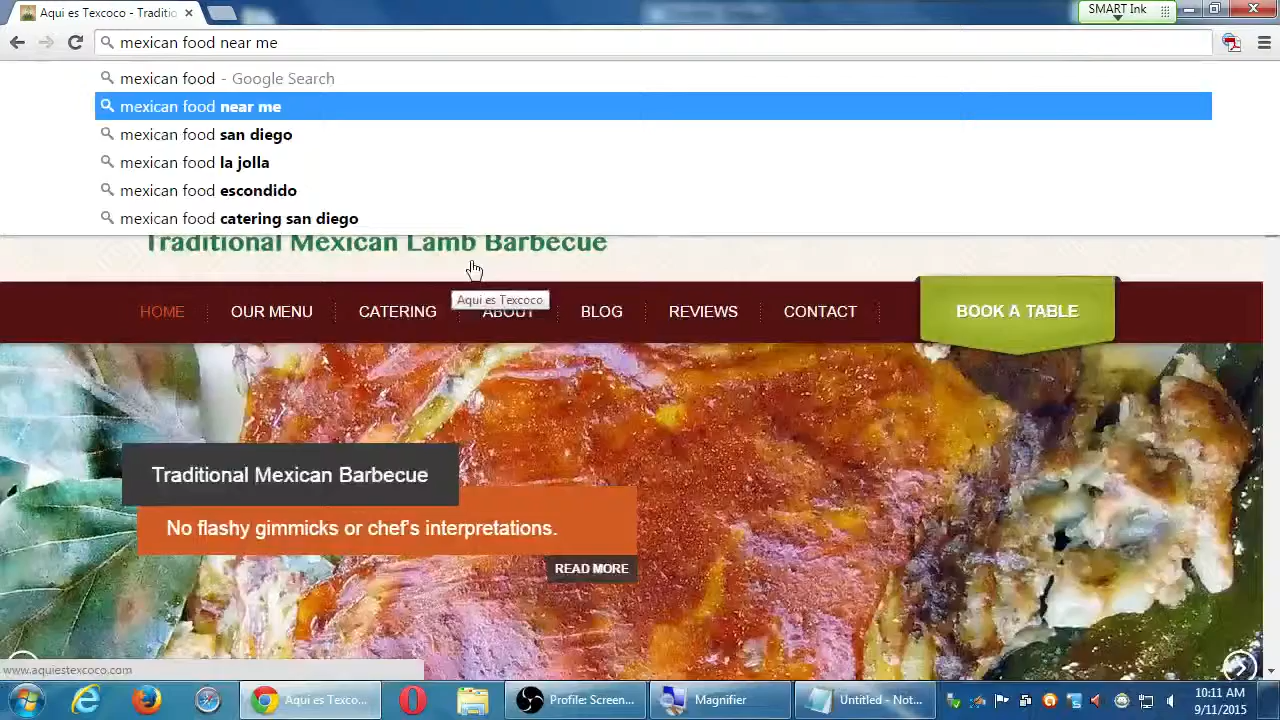 Aqui es Texcoco - Traditio
SMART Ink
mexican food near me
mexican food - Google Search
mexican food near me
mexican food san diego
mexican food la jolla
mexican food escondido
mexican food catering san diego
Traditional Mexican Lamb Barbecue
Aqui es Texcoco
HOME
OUR MENU
CATERING
ABOUT
BLOG
REVIEWS
CONTACT
BOOK A TABLE
Traditional Mexican Barbecue
No flashy gimmicks or chef's interpretations.
READ MORE
www.aquiestexcoco.com
Aqui es Texco...
Profile: Screen...
Magnifier
Untitled - Not...
10:11 AM
9/11/2015